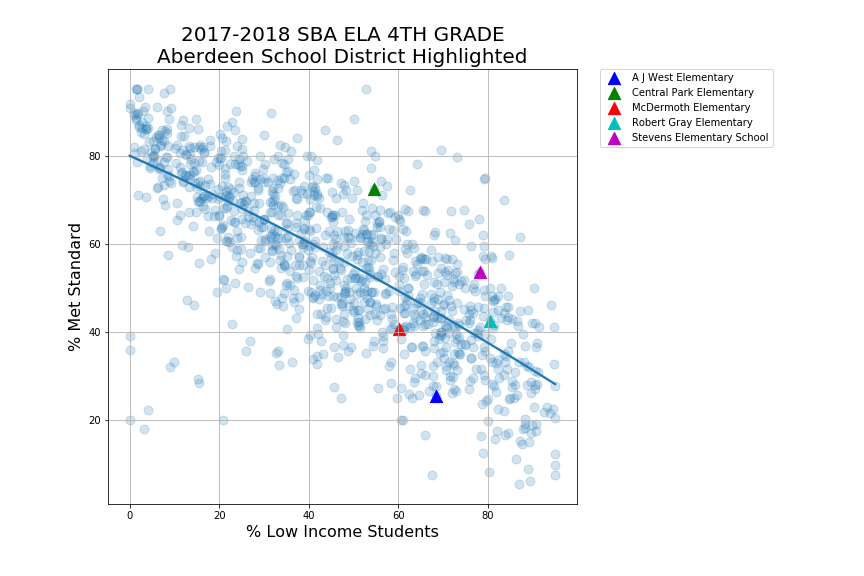 2017-2018 SBA ELA 4TH GRADE
Aberdeen School District Highlighted
A J West Elementary
Central Park Elementary
McDermoth Elementary
Robert Gray Elementary
Stevens Elementary School
% Met Standard
80
60
40
20
0 20 40 60 80
% Low Income Students